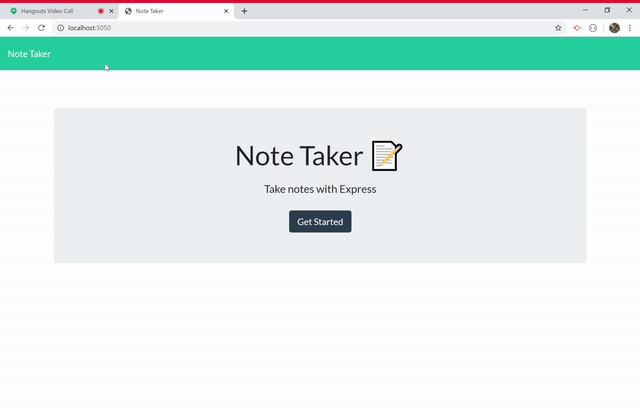 Hangouts Video Call
Note Taker
localhost:5050
Note Taker
Note Taker
Take notes with Express
Get Started